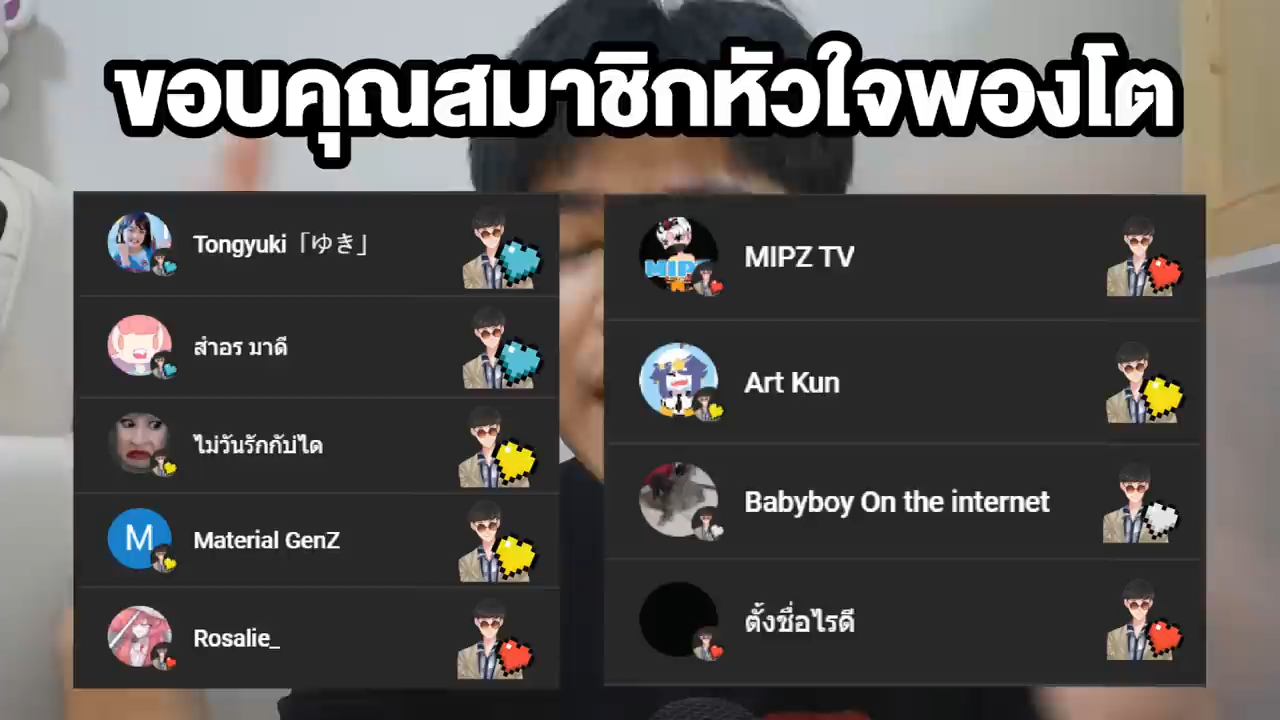 ขอบคุณสมาชิกหัวใจพองโต
Tongyuki「ゆき」
สำอร มาดี
ไม่วันรักกับได
M
Material GenZ
Rosalie_
MIPZ TV
Art Kun
Babyboy On the internet
ตั้งชื่อไรดี